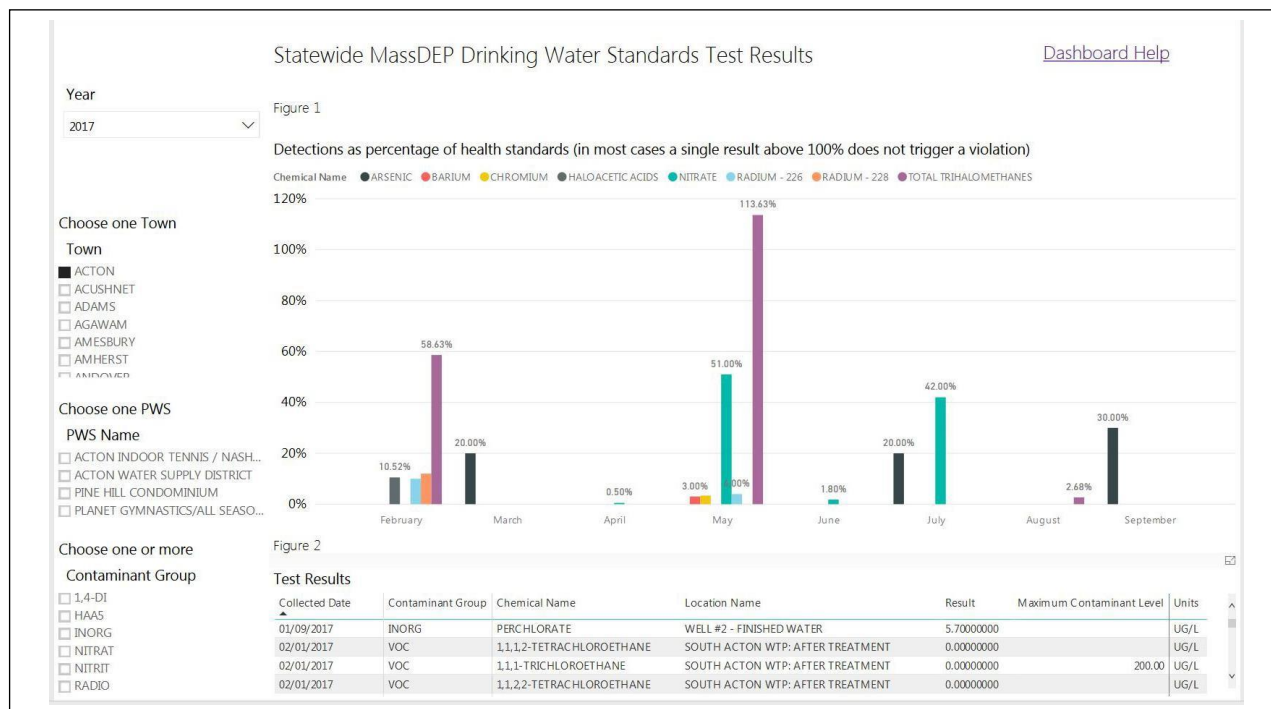 Statewide MassDEP Drinking Water Standards Test Results
Dashboard Help
Year
2017
Figure 1
Detections as percentage of health standards (in most cases a single result above 100% does not trigger a violation)
Chemical Name ARSENIC BARIUM CHROMIUM HALOACETIC ACIDS NITRATE RADIUM - 226 RADIUM - 228 TOTAL TRIHALOMETHANES
120%
100%
80%
60%
40%
20%
0%
10.52%
58.63%
20.00%
0.50%
3.00%
51.00%
113.63%
1.80%
20.00%
42.00%
2.68%
30.00%
February March April May June July August September
Choose one Town
Town
ACTON
ACUSHNET
ADAMS
AGAWAM
AMESBURY
AMHERST
ANDOVER
Choose one PWS
PWS Name
ACTON INDOOR TENNIS / NASH...
ACTON WATER SUPPLY DISTRICT
PINE HILL CONDOMINIUM
PLANET GYMNASTICS/ALL SEASO...
Choose one or more
Contaminant Group
1,4-DI
HAA5
INORG
NITRAT
NITRIT
RADIO
Figure 2
Test Results
Collected Date Contaminant Group Chemical Name Location Name Result Maximum Contaminant Level Units
01/09/2017 INORG PERCHLORATE WELL #2 - FINISHED WATER 5.70000000 UG/L
02/01/2017 VOC 1,1,1,2-TETRACHLOROETHANE SOUTH ACTON WTP: AFTER TREATMENT 0.00000000 UG/L
02/01/2017 VOC 1,1,1-TRICHLOROETHANE SOUTH ACTON WTP: AFTER TREATMENT 0.00000000 200.00 UG/L
02/01/2017 VOC 1,1,2,2-TETRACHLOROETHANE SOUTH ACTON WTP: AFTER TREATMENT 0.00000000 UG/L